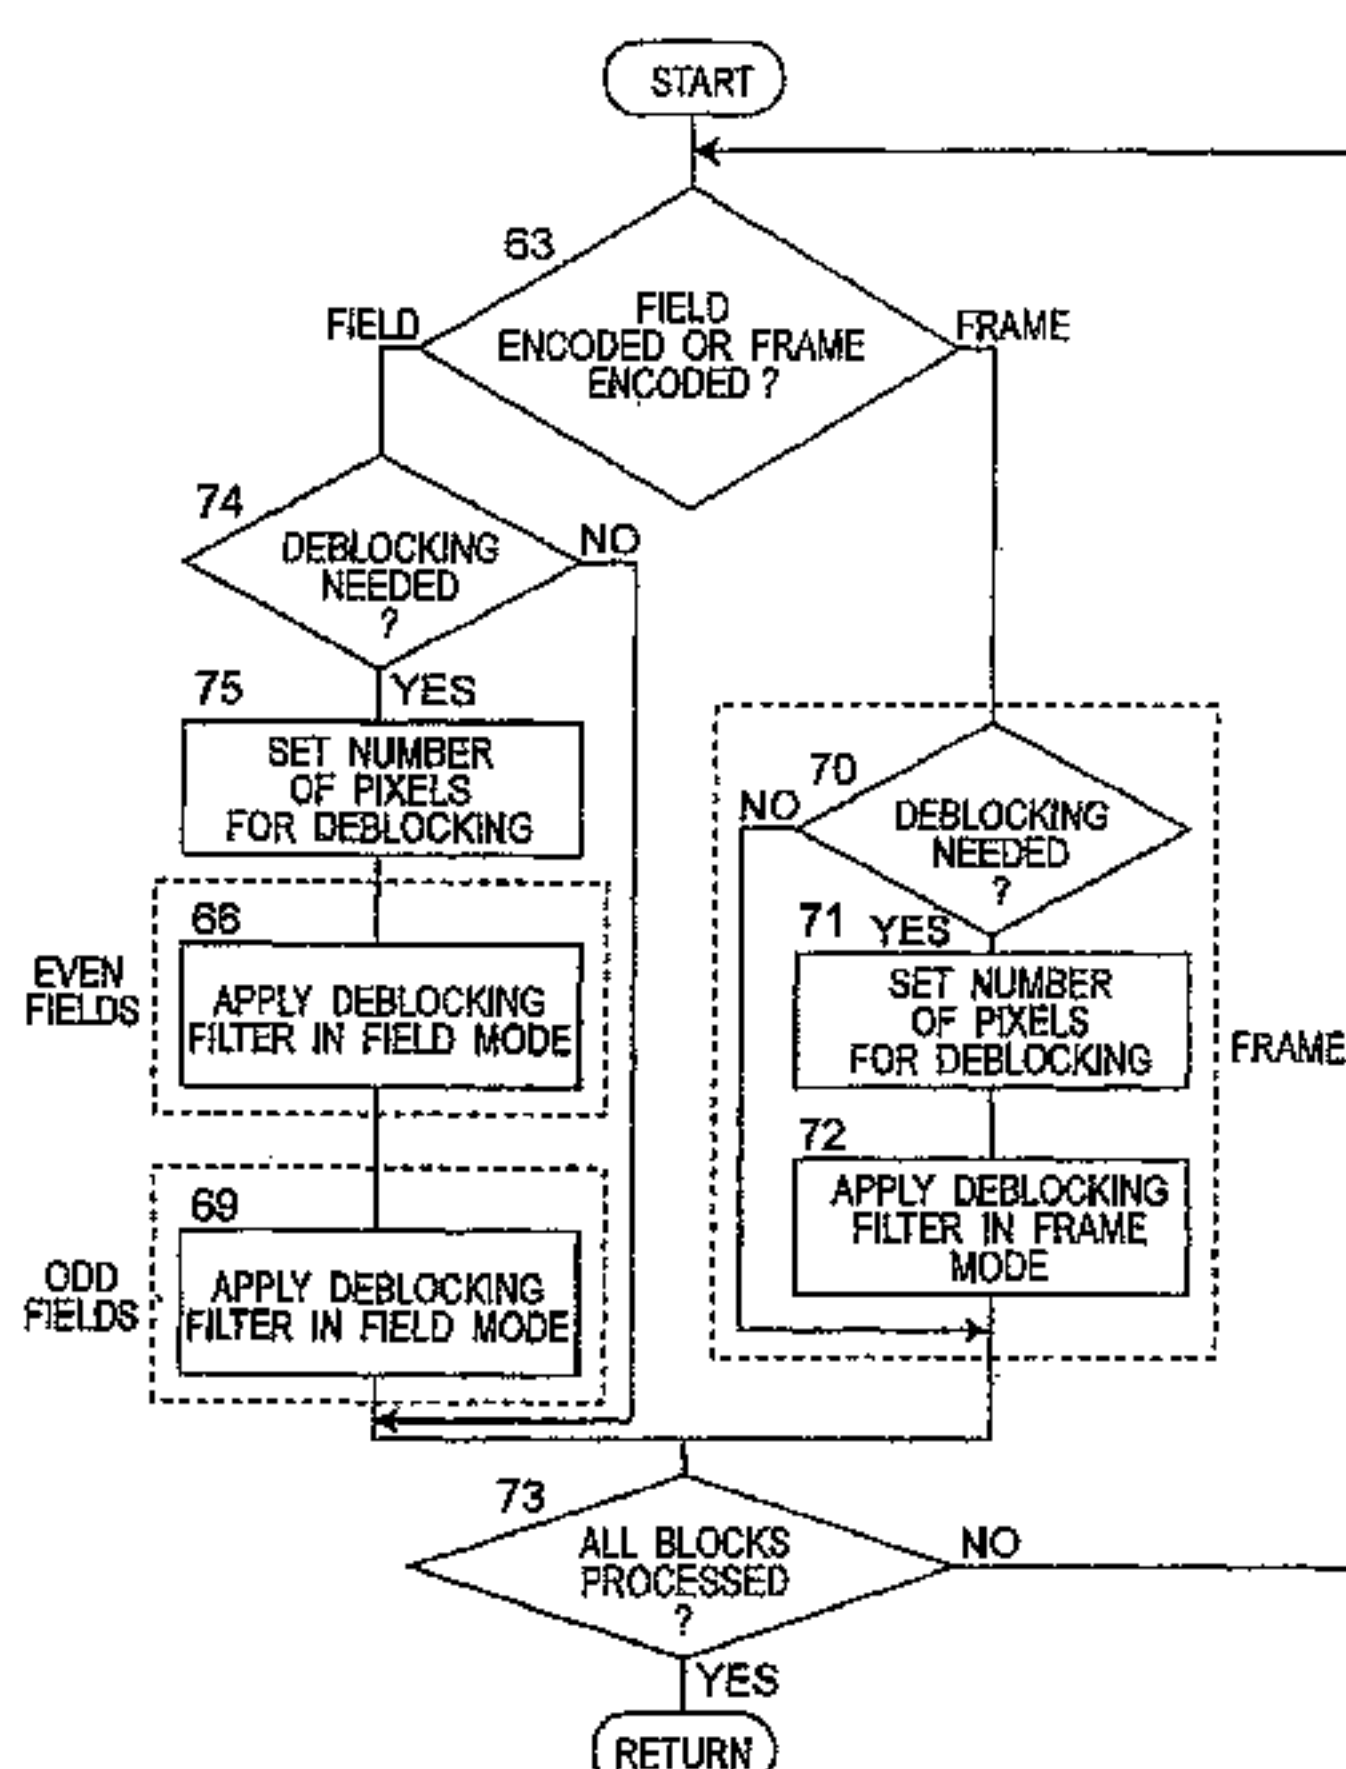 START
63
FIELD
ENCODED OR FRAME
ENCODED ?
FIELD
FRAME
74
DEBLOCKING
NEEDED
?
NO
YES
75
SET NUMBER
OF PIXELS
FOR DEBLOCKING
EVEN
FIELDS
66
APPLY DEBLOCKING
FILTER IN FIELD MODE
ODD
FIELDS
69
APPLY DEBLOCKING
FILTER IN FIELD MODE
70
NO
DEBLOCKING
NEEDED
?
71
YES
SET NUMBER
OF PIXELS
FOR DEBLOCKING
FRAME
72
APPLY DEBLOCKING
FILTER IN FRAME
MODE
73
ALL BLOCKS
PROCESSED
?
NO
YES
RETURN